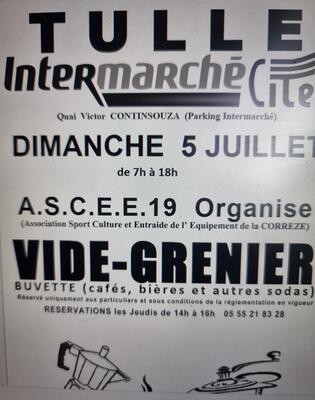 TULLE
Intermarché Cité
Quai Victor CONTINSOUZA (Parking Intermarché)
DIMANCHE 5 JUILLET
de 7h à 18h
A.S.C.E.E.19 Organise
(Association Sport Culture et Entraide de l' Equipement de la CORREZE)
VIDE-GRENIER
BUVETTE (cafés, bières et autres sodas)
Réservé uniquement aux particuliers et sous conditions de la réglementation en vigueur
RESERVATIONS les Jeudis de 14h à 16h 05 55 21 83 28